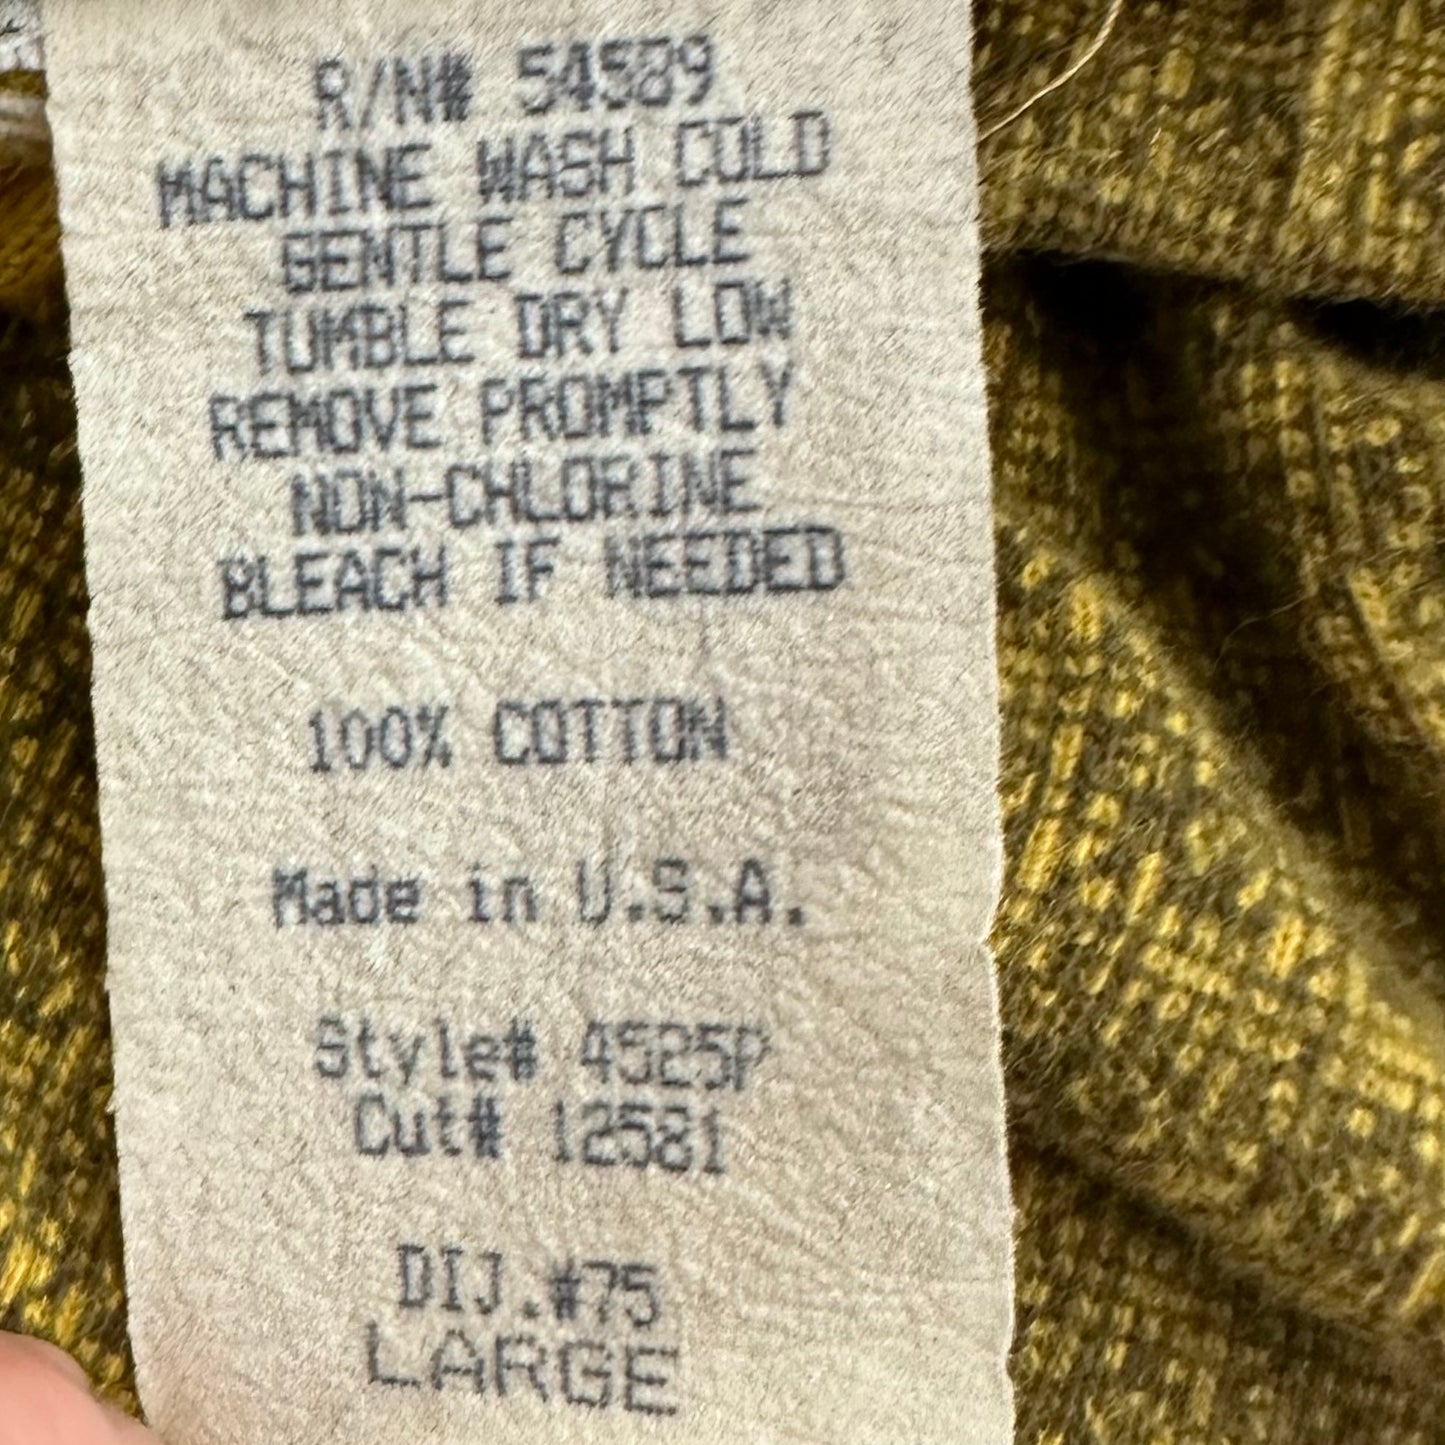 R/N# 54589
MACHINE WASH COLD
GENTLE CYCLE
TUMBLE DRY LOW
REMOVE PROMPTLY
NON-CHLORINE
BLEACH IF NEEDED
100% COTTON
Made in U.S.A.
Style# 4525P
Cut# 12581
DIJ.#75
LARGE